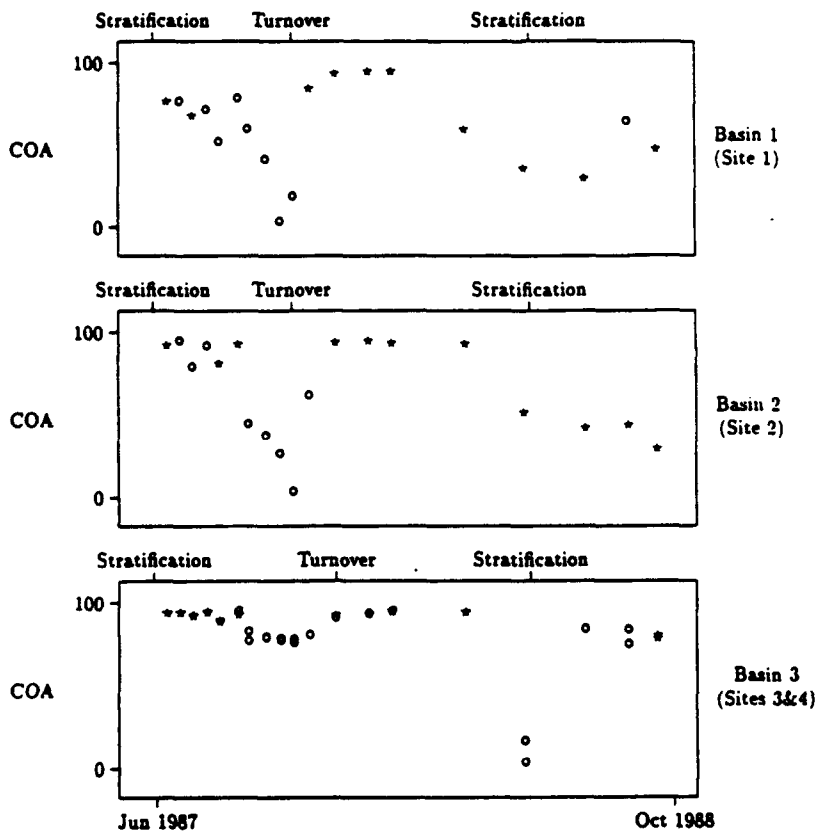 Stratification Turnover Stratification
100
COA
0
Basin 1
(Site 1)
Stratification Turnover Stratification
100
COA
0
Basin 2
(Site 2)
Stratification Turnover Stratification
100
COA
0
Basin 3
(Sites 3&4)
Jun 1987 Oct 1988